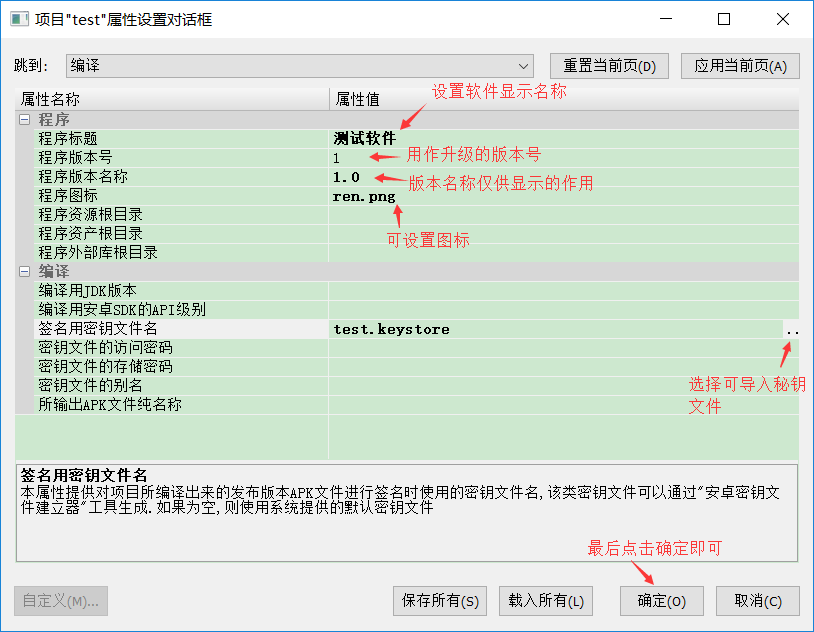 项目"test"属性设置对话框
跳到: 编译 重置当前页(D) 应用当前页(A)
设置软件显示名称
属性名称 属性值
程序
程序标题 测试软件
程序版本号 1 用作升级的版本号
程序版本名称 1.0 版本名称仅供显示的作用
程序图标 ren.png
程序资源根目录
程序资产根目录 可设置图标
程序外部库根目录
编译
编译用JDK版本
编译用安卓SDK的API级别
签名用密钥文件名 test.keystore ..
密钥文件的访问密码
密钥文件的存储密码
密钥文件的别名 选择可导入秘钥
所输出APK文件纯名称 文件
签名用密钥文件名
本属性提供对项目所编译出来的发布版本APK文件进行签名时使用的密钥文件名,该类密钥文件可以通过"安卓密钥文
件建立器"工具生成.如果为空,则使用系统提供的默认密钥文件
最后点击确定即可
自定义(M)... 保存所有(S) 载入所有(L) 确定(O) 取消(C)